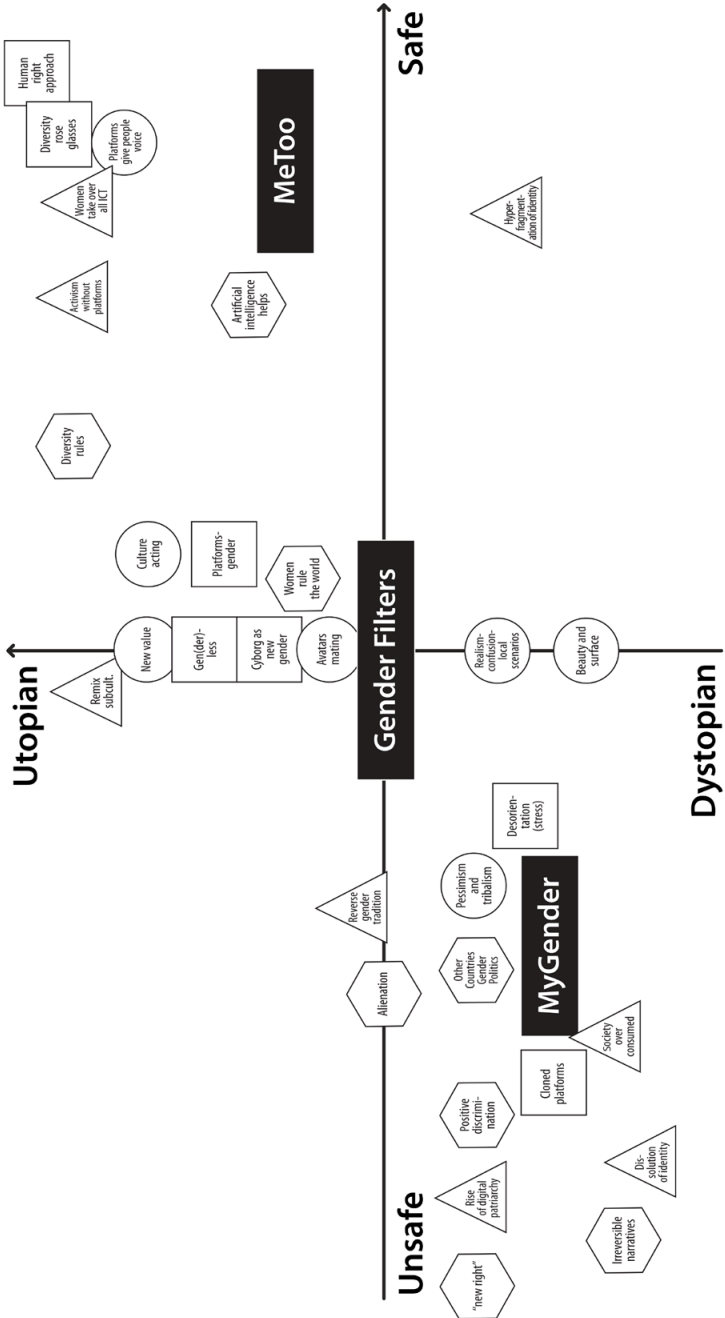 Utopian
Human
right
approach
Diversity
rose
glasses
Platforms
give people
voice
Women
take over
all ICT
Activism
without
platforms
Diversity
rules
Remix
subcult.
New value
Culture
acting
Gen(der)-
less
Platforms-
gender
Cyborg as
new
gender
Women
rule
the world
Avatars
mating
Artificial
intelligence
helps
MeToo
Reverse
gender
tradition
Alienation
Gender Filters
Unsafe
Safe
"new right"
Rise
of digital
patriarchy
Positive
discrimi-
nation
Other
Countries
Gender
Politics
Pessimism
and
tribalism
Desorien-
tation
(stress)
Realism-
confusion-
local
scenarios
Hyper-
fragment-
ation of identity
Cloned
platforms
MyGender
Beauty and
surface
Society
over
consumed
Irreversible
narratives
Dis-
solution
of identity
Dystopian